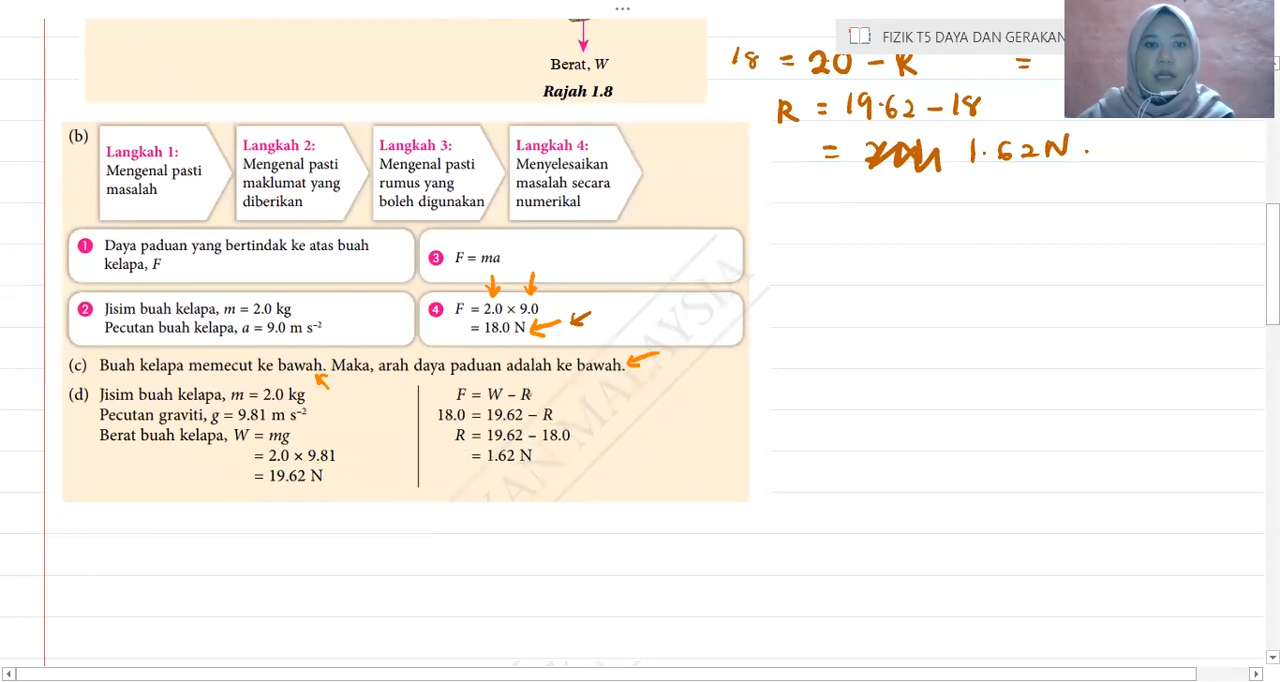 FIZIK T5 DAYA DAN GERAKAN
Berat, W
Rajah 1.8
18 = 20 - R =
R = 19.62 - 18
= 1.62 N.
(b)
Langkah 1:
Mengenal pasti
masalah
Langkah 2:
Mengenal pasti
maklumat yang
diberikan
Langkah 3:
Mengenal pasti
rumus yang
boleh digunakan
Langkah 4:
Menyelesaikan
masalah secara
numerikal
1 Daya paduan yang bertindak ke atas buah
kelapa, F
3 F = ma
2 Jisim buah kelapa, m = 2.0 kg
Pecutan buah kelapa, a = 9.0 m s⁻²
4 F = 2.0 × 9.0
= 18.0 N
(c) Buah kelapa memecut ke bawah. Maka, arah daya paduan adalah ke bawah.
(d) Jisim buah kelapa, m = 2.0 kg
Pecutan graviti, g = 9.81 m s⁻²
Berat buah kelapa, W = mg
= 2.0 × 9.81
= 19.62 N
F = W – R
18.0 = 19.62 – R
R = 19.62 – 18.0
= 1.62 N